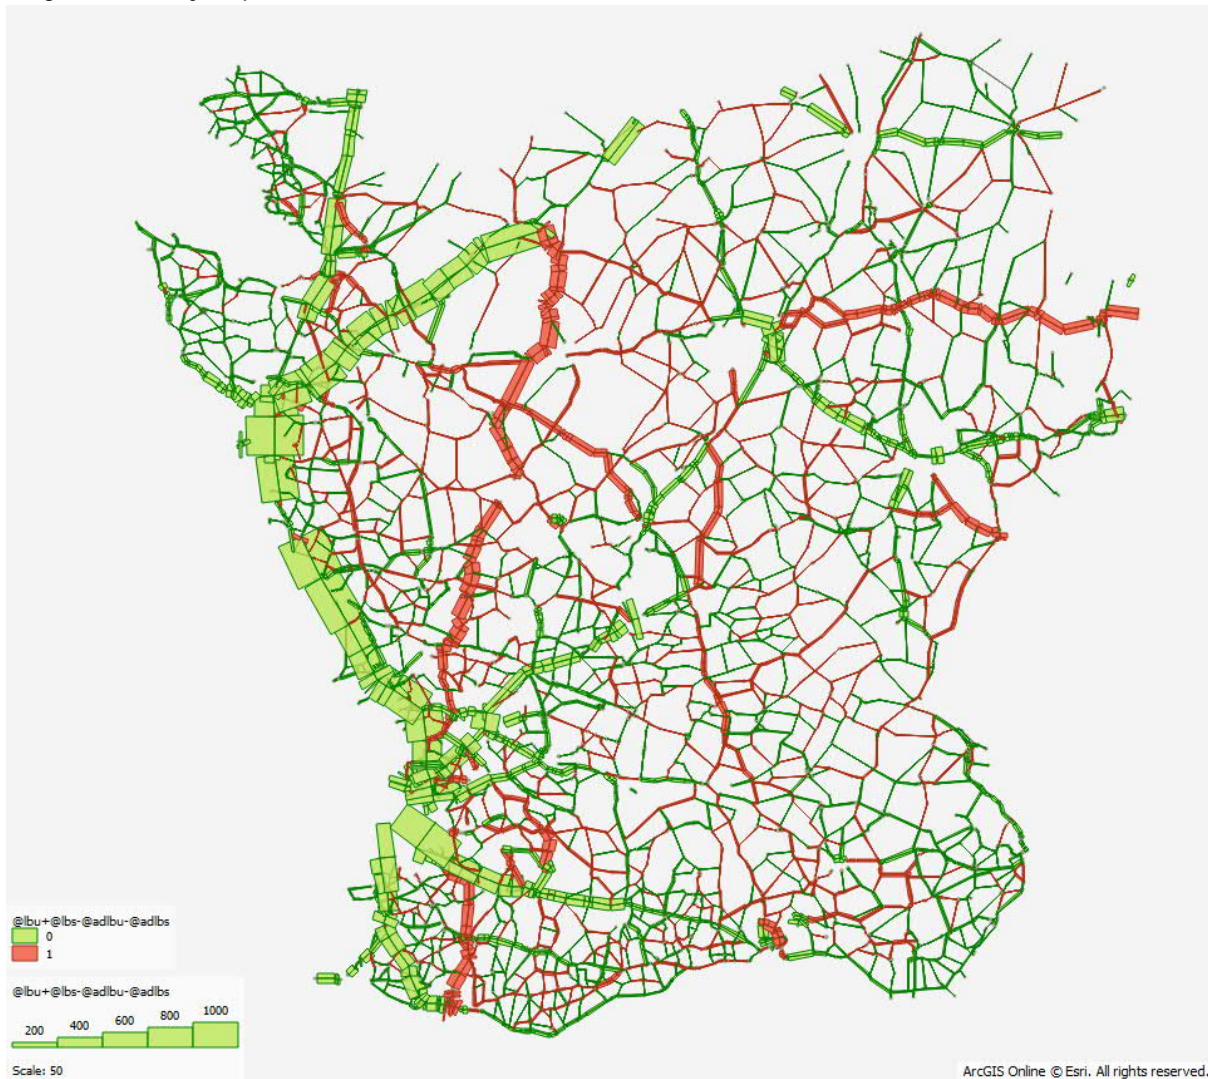 @lbu+@lbs-@adlbu-@adlbs
0
1
@lbu+@lbs-@adlbu-@adlbs
200 400 600 800 1000
Scale: 50
ArcGIS Online © Esri. All rights reserved.